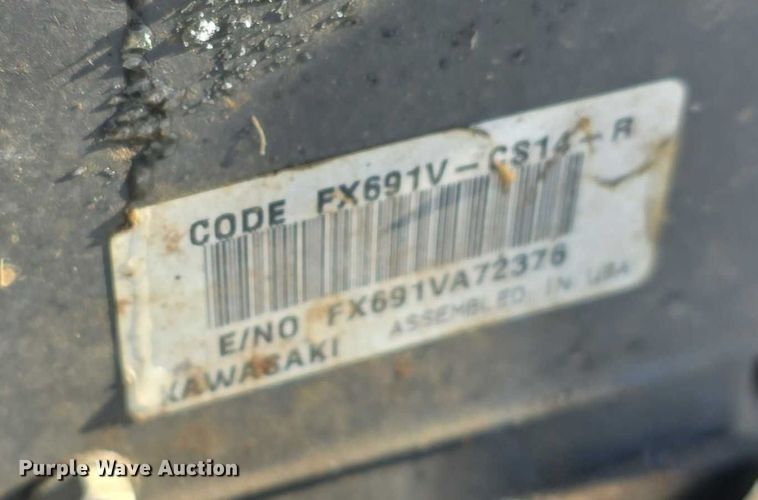 CODE FX691V-CS14-R
E/NO FX691VA72376
KAWASAKI ASSEMBLED IN USA
Purple Wave Auction